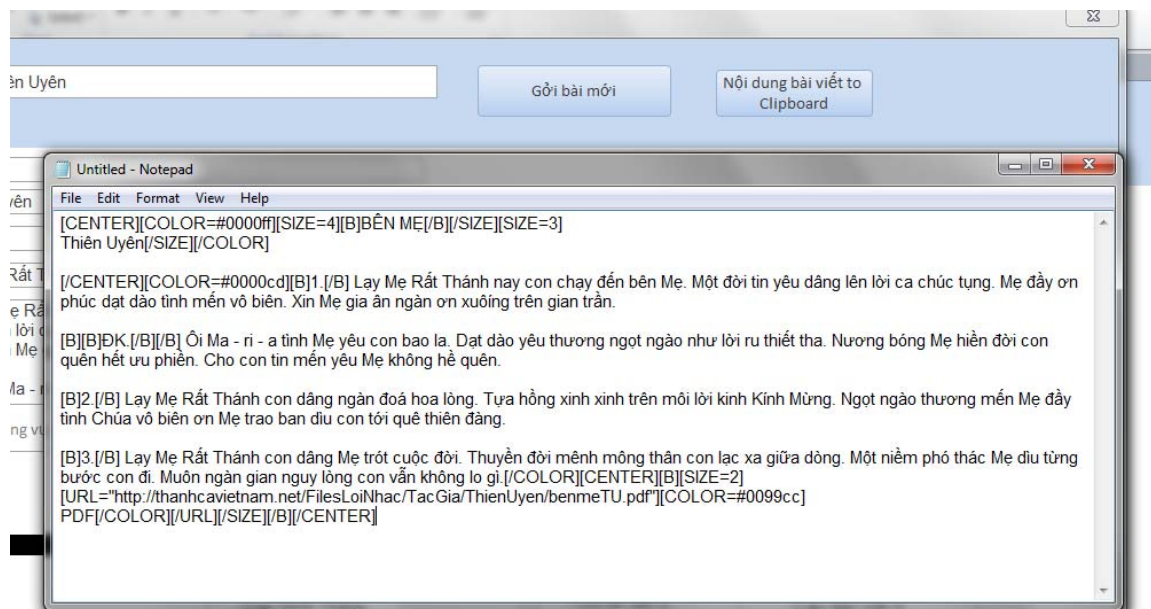 ên Uyên
Gởi bài mới
Nội dung bài viết to
Clipboard
Untitled - Notepad
File Edit Format View Help
[CENTER][COLOR=#0000ff][SIZE=4][B]BÊN MẸ[/B][/SIZE][SIZE=3]
Thiên Uyên[/SIZE][/COLOR]
[/CENTER][COLOR=#0000cd][B]1.[/B] Lạy Mẹ Rất Thánh nay con chạy đến bên Mẹ. Một đời tin yêu dâng lên lời ca chúc tụng. Mẹ đầy ơn
phúc dạt dào tình mến vô biên. Xin Mẹ gia ân ngàn ơn xuống trên gian trần.
[B][B]ĐK.[/B][/B] Ôi Ma - ri - a tình Mẹ yêu con bao la. Dạt dào yêu thương ngọt ngào như lời ru thiết tha. Nương bóng Mẹ hiền đời con
quên hết ưu phiền. Cho con tin mến yêu Mẹ không hề quên.
[B]2.[/B] Lạy Mẹ Rất Thánh con dâng ngàn đoá hoa lòng. Tựa hồng xinh xinh trên môi lời kinh Kính Mừng. Ngọt ngào thương mến Mẹ đầy
tình Chúa vô biên ơn Mẹ trao ban dìu con tới quê thiên đàng.
[B]3.[/B] Lạy Mẹ Rất Thánh con dâng Mẹ trót cuộc đời. Thuyền đời mênh mông thân con lạc xa giữa dòng. Một niềm phó thác Mẹ dìu từng
bước con đi. Muôn ngàn gian nguy lòng con vẫn không lo gì.[/COLOR][CENTER][B][SIZE=2]
[URL="http://thanhcavietnam.net/FilesLoiNhac/TacGia/ThienUyen/benmeTU.pdf"][COLOR=#0099cc]
PDF[/COLOR][/URL][/SIZE][/B][/CENTER]